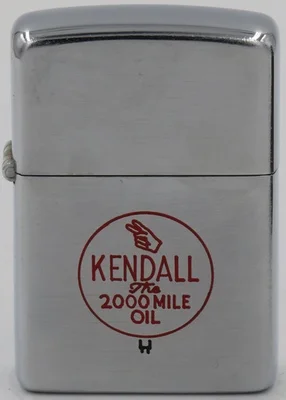 KENDALL
The
2000 MILE
OIL